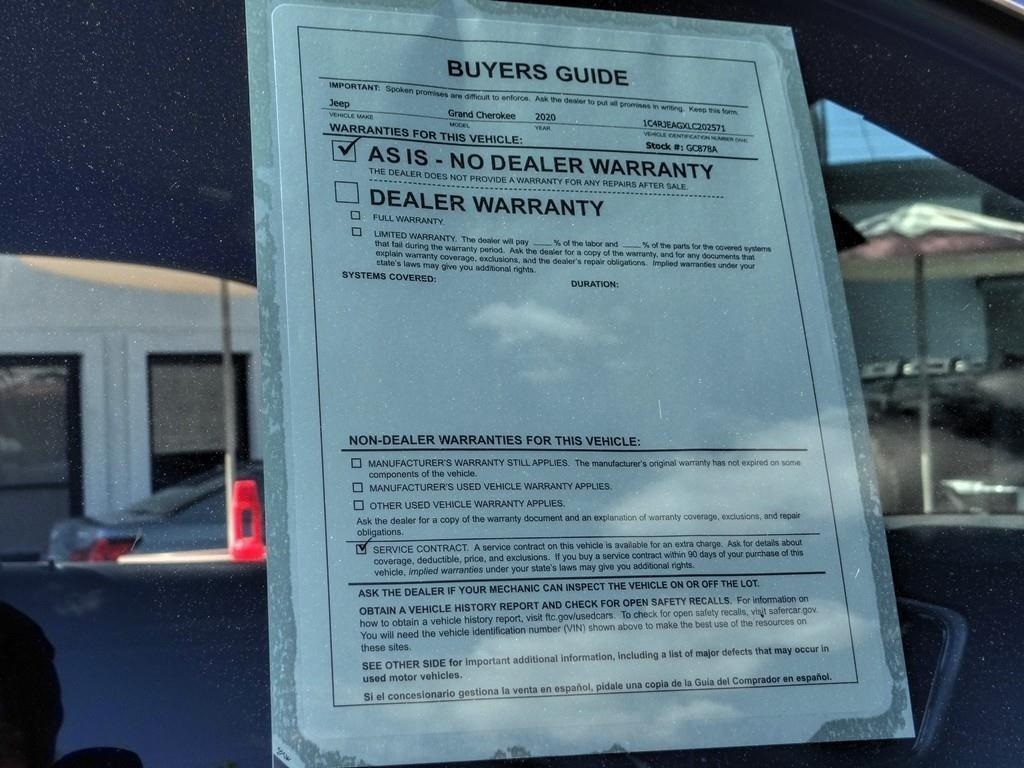 BUYERS GUIDE
IMPORTANT: Spoken promises are difficult to enforce. Ask the dealer to put all promises in writing. Keep this form.
Jeep Grand Cherokee 2020 1C4RJEAGXLC202571
VEHICLE MAKE MODEL YEAR VEHICLE IDENTIFICATION NUMBER (VIN)
WARRANTIES FOR THIS VEHICLE: Stock #: GC878A
AS IS - NO DEALER WARRANTY
THE DEALER DOES NOT PROVIDE A WARRANTY FOR ANY REPAIRS AFTER SALE.
DEALER WARRANTY
FULL WARRANTY.
LIMITED WARRANTY. The dealer will pay ____% of the labor and ____% of the parts for the covered systems
that fail during the warranty period. Ask the dealer for a copy of the warranty, and for any documents that
explain warranty coverage, exclusions, and the dealer's repair obligations. Implied warranties under your
state's laws may give you additional rights.
SYSTEMS COVERED: DURATION:
NON-DEALER WARRANTIES FOR THIS VEHICLE:
MANUFACTURER'S WARRANTY STILL APPLIES. The manufacturer's original warranty has not expired on some
components of the vehicle.
MANUFACTURER'S USED VEHICLE WARRANTY APPLIES.
OTHER USED VEHICLE WARRANTY APPLIES.
Ask the dealer for a copy of the warranty document and an explanation of warranty coverage, exclusions, and repair
obligations.
SERVICE CONTRACT. A service contract on this vehicle is available for an extra charge. Ask for details about
coverage, deductible, price, and exclusions. If you buy a service contract within 90 days of your purchase of this
vehicle, implied warranties under your state's laws may give you additional rights.
ASK THE DEALER IF YOUR MECHANIC CAN INSPECT THE VEHICLE ON OR OFF THE LOT.
OBTAIN A VEHICLE HISTORY REPORT AND CHECK FOR OPEN SAFETY RECALLS. For information on
how to obtain a vehicle history report, visit ftc.gov/usedcars. To check for open safety recalls, visit safercar.gov.
You will need the vehicle identification number (VIN) shown above to make the best use of the resources on
these sites.
SEE OTHER SIDE for important additional information, including a list of major defects that may occur in
used motor vehicles.
Si el concesionario gestiona la venta en español, pídale una copia de la Guía del Comprador en español.